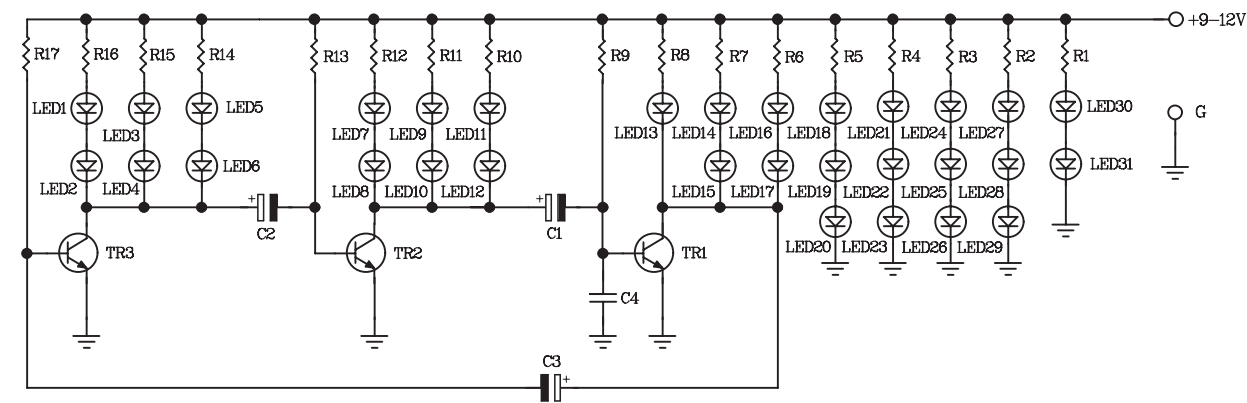 +9-12V
R17 R16 R15 R14 R13 R12 R11 R10 R9 R8 R7 R6 R5 R4 R3 R2 R1
LED1 LED5 LED30 G
LED3 LED7 LED9 LED11 LED13 LED14 LED16 LED18 LED21 LED24 LED27
LED6 LED31
LED2 LED4 LED8 LED10 LED12 LED15 LED17 LED19 LED22 LED25 LED28
+ +
C2 C1
TR3 TR2 TR1 LED20 LED23 LED26 LED29
C4
C3
+